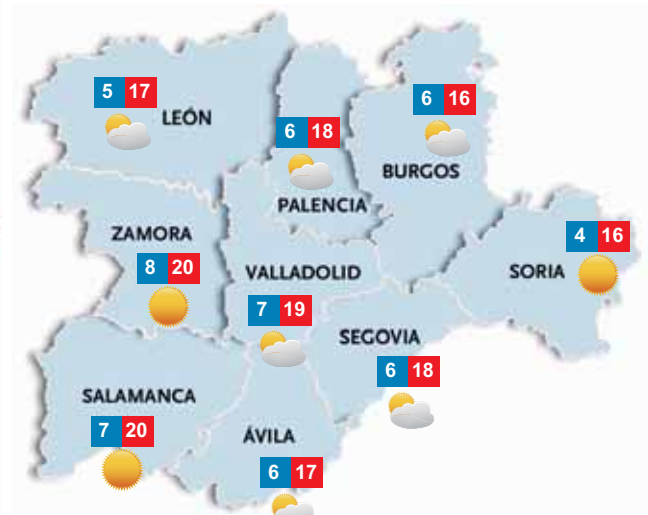 5 17
LEÓN
6 18
PALENCIA
6 16
BURGOS
ZAMORA
8 20
VALLADOLID
7 19
4 16
SORIA
SEGOVIA
6 18
SALAMANCA
7 20
ÁVILA
6 17